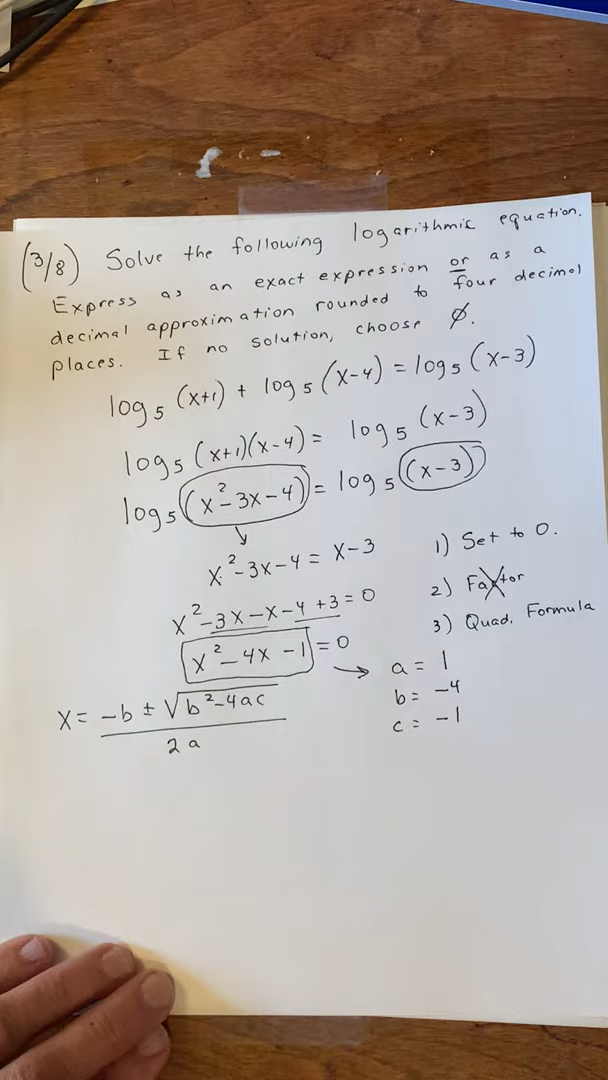 (3/8) Solve the following logarithmic equation.
Express as an exact expression or as a
decimal approximation rounded to four decimal
places. If no solution, choose ∅.
log₅(x+1) + log₅(x-4) = log₅(x-3)
log₅(x+1)(x-4) = log₅(x-3)
log₅(x²-3x-4) = log₅(x-3)
x²-3x-4 = x-3
1) Set to 0.
x²-3x-x-4+3=0
2) Factor
3) Quad. Formula
x²-4x-1=0
a = 1
b = -4
c = -1
x = -b ± √b²-4ac
2a